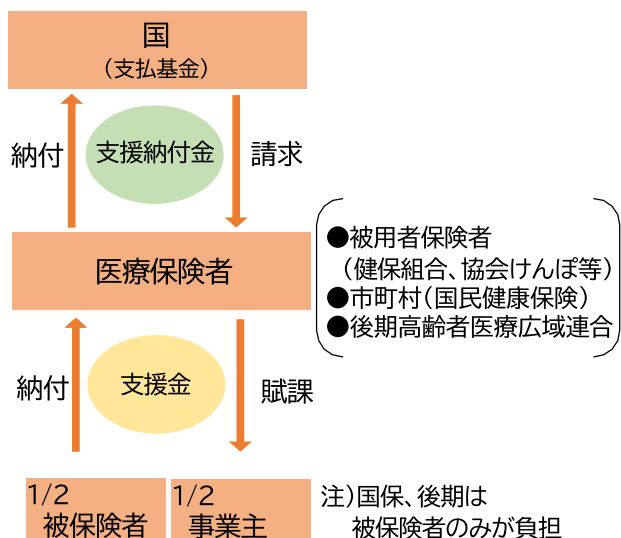 国
（支払基金）
納付
支援納付金
請求
医療保険者
●被用者保険者
（健保組合、協会けんぽ等）
●市町村（国民健康保険）
●後期高齢者医療広域連合
納付
支援金
賦課
1/2
被保険者
1/2
事業主
注）国保、後期は
被保険者のみが負担